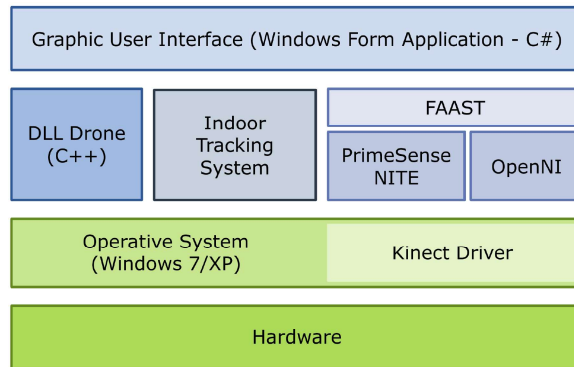 Graphic User Interface (Windows Form Application - C#)
DLL Drone
(C++)
Indoor
Tracking
System
FAAST
PrimeSense
NITE
OpenNI
Operative System
(Windows 7/XP)
Kinect Driver
Hardware